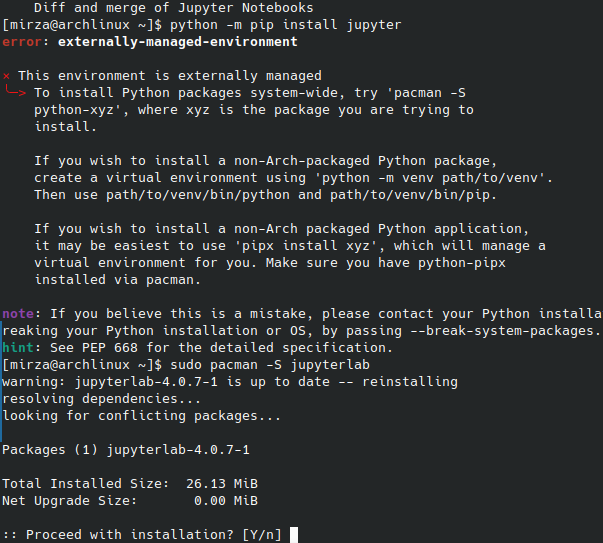 Diff and merge of Jupyter Notebooks
[mirza@archlinux ~]$ python -m pip install jupyter
error: externally-managed-environment
× This environment is externally managed
╰─> To install Python packages system-wide, try 'pacman -S
python-xyz', where xyz is the package you are trying to
install.
If you wish to install a non-Arch-packaged Python package,
create a virtual environment using 'python -m venv path/to/venv'.
Then use path/to/venv/bin/python and path/to/venv/bin/pip.
If you wish to install a non-Arch packaged Python application,
it may be easiest to use 'pipx install xyz', which will manage a
virtual environment for you. Make sure you have python-pipx
installed via pacman.
note: If you believe this is a mistake, please contact your Python installa
reaking your Python installation or OS, by passing --break-system-packages.
hint: See PEP 668 for the detailed specification.
[mirza@archlinux ~]$ sudo pacman -S jupyterlab
warning: jupyterlab-4.0.7-1 is up to date -- reinstalling
resolving dependencies...
looking for conflicting packages...
Packages (1) jupyterlab-4.0.7-1
Total Installed Size:  26.13 MiB
Net Upgrade Size:       0.00 MiB
:: Proceed with installation? [Y/n]